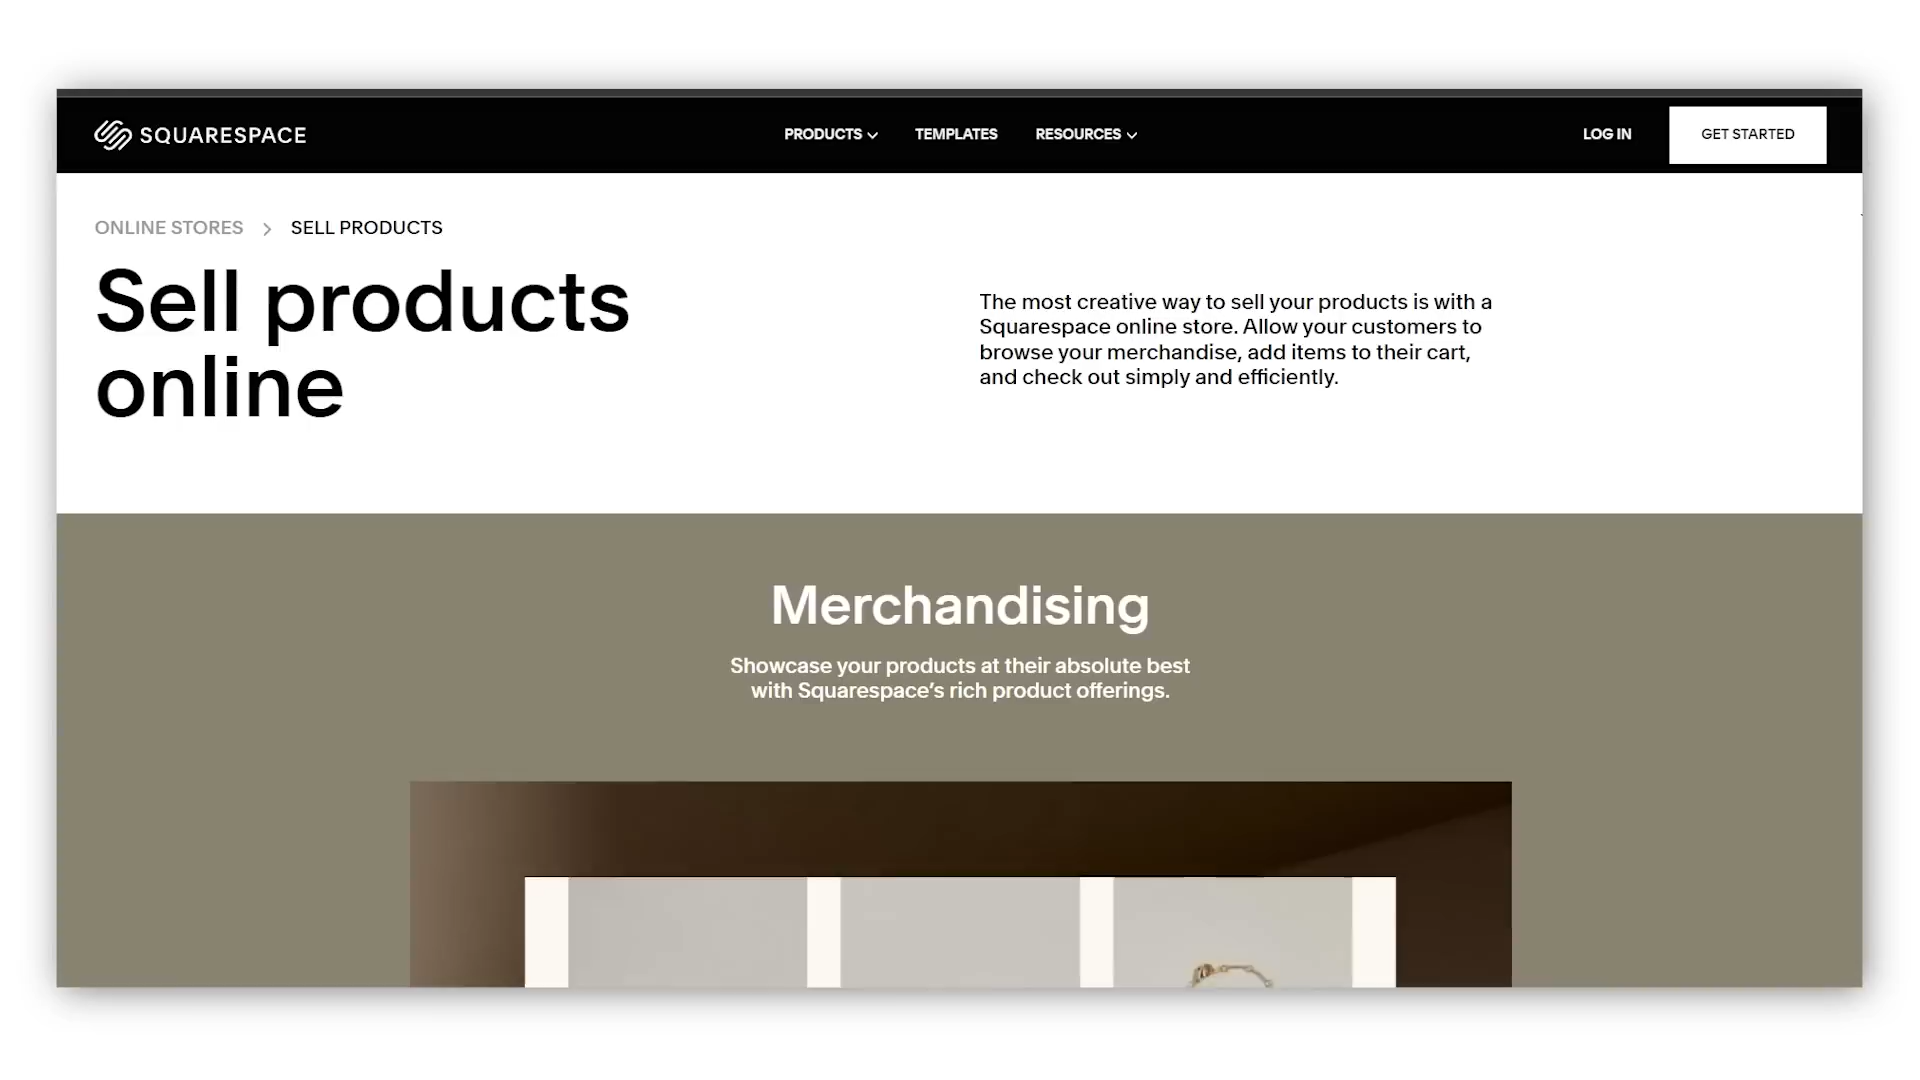 SQUARESPACE
PRODUCTS
TEMPLATES
RESOURCES
LOG IN
GET STARTED
ONLINE STORES > SELL PRODUCTS
Sell products
online
The most creative way to sell your products is with a
Squarespace online store. Allow your customers to
browse your merchandise, add items to their cart,
and check out simply and efficiently.
Merchandising
Showcase your products at their absolute best
with Squarespace’s rich product offerings.